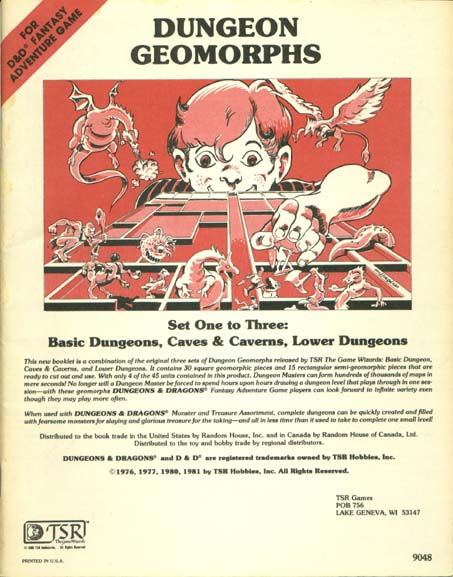 FOR
D&D® FANTASY
ADVENTURE GAME
DUNGEON
GEOMORPHS
Set One to Three:
Basic Dungeons, Caves & Caverns, Lower Dungeons
This new booklet is a combination of the original three sets of Dungeon Geomorphs released by TSR The Game Wizards: Basic Dungeon,
Caves & Caverns, and Lower Dungeons. It contains 30 square geomorphic pieces and 15 rectangular semi-geomorphic pieces that are
ready to cut out and use. With only 4 of the 45 units contained in this product, Dungeon Masters can form hundreds of thousands of maps in
mere seconds! No longer will a Dungeon Master be forced to spend hours upon hours drawing a dungeon level that plays through in one ses-
sion—with these geomorphs DUNGEONS & DRAGONS® Fantasy Adventure Game players can look forward to infinite variety even
though they may play more often.
When used with DUNGEONS & DRAGONS® Monster and Treasure Assortment, complete dungeons can be quickly created and filled
with fearsome monsters for slaying and glorious treasure for the taking—and all in less time than it used to take to complete one small level!
Distributed to the book trade in the United States by Random House, Inc. and in Canada by Random House of Canada, Ltd.
Distributed to the toy and hobby trade by regional distributors.
DUNGEONS & DRAGONS® and D & D® are registered trademarks owned by TSR Hobbies, Inc.
©1976, 1977, 1980, 1981 by TSR Hobbies, Inc. All Rights Reserved.
TSR Games
POB 756
LAKE GENEVA, WI 53147
TSR
The Game Wizards
© 1980 TSR Hobbies, Inc. All Rights Reserved
PRINTED IN U.S.A.
9048